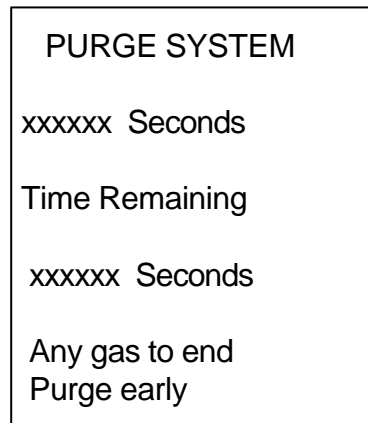 PURGE SYSTEM
xxxxxx Seconds
Time Remaining
xxxxxx Seconds
Any gas to end
Purge early